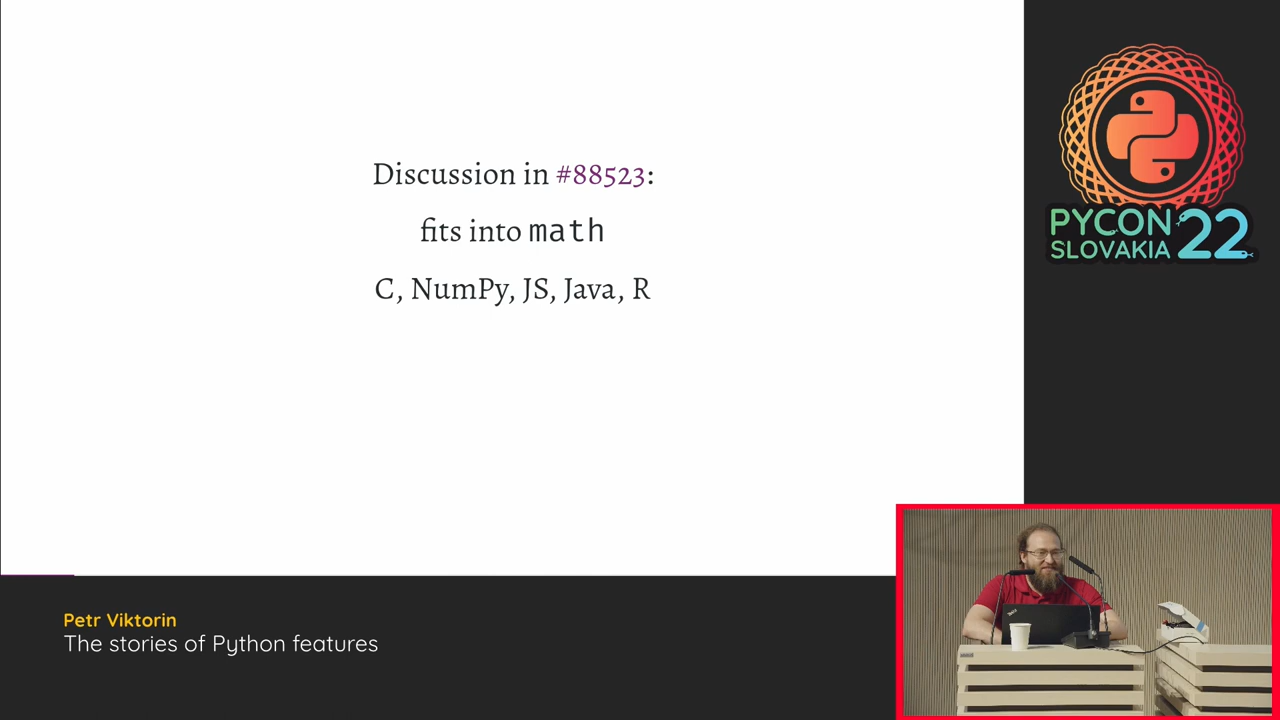 Discussion in #88523:
fits into math
C, NumPy, JS, Java, R
PYCON
SLOVAKIA 22
Petr Viktorin
The stories of Python features